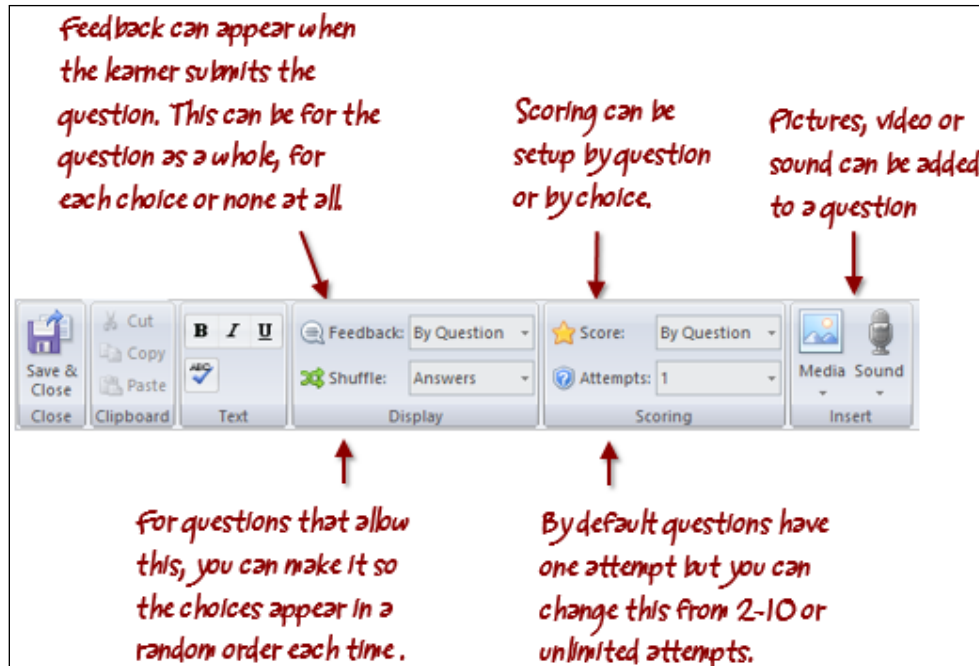 Feedback can appear when
the learner submits the
question. This can be for the
question as a whole, for
each choice or none at all.
Scoring can be
setup by question
or by choice.
Pictures, video or
sound can be added
to a question
Save &
Close
Close
Cut
Copy
Paste
Clipboard
B I U
ABC
Text
Feedback: By Question
Shuffle: Answers
Display
Score: By Question
Attempts: 1
Scoring
Media Sound
Insert
For questions that allow
this, you can make it so
the choices appear in a
random order each time.
By default questions have
one attempt but you can
change this from 2-10 or
unlimited attempts.